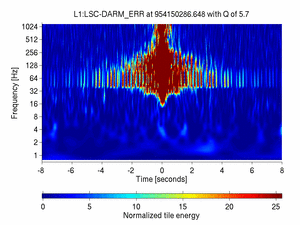 L1:LSC-DARM_ERR at 954150286.648 with Q of 5.7
Frequency [Hz]
1024
512
256
128
64
32
16
8
4
2
1
-8 -6 -4 -2 0 2 4 6 8
Time [seconds]
0 5 10 15 20 25
Normalized tile energy